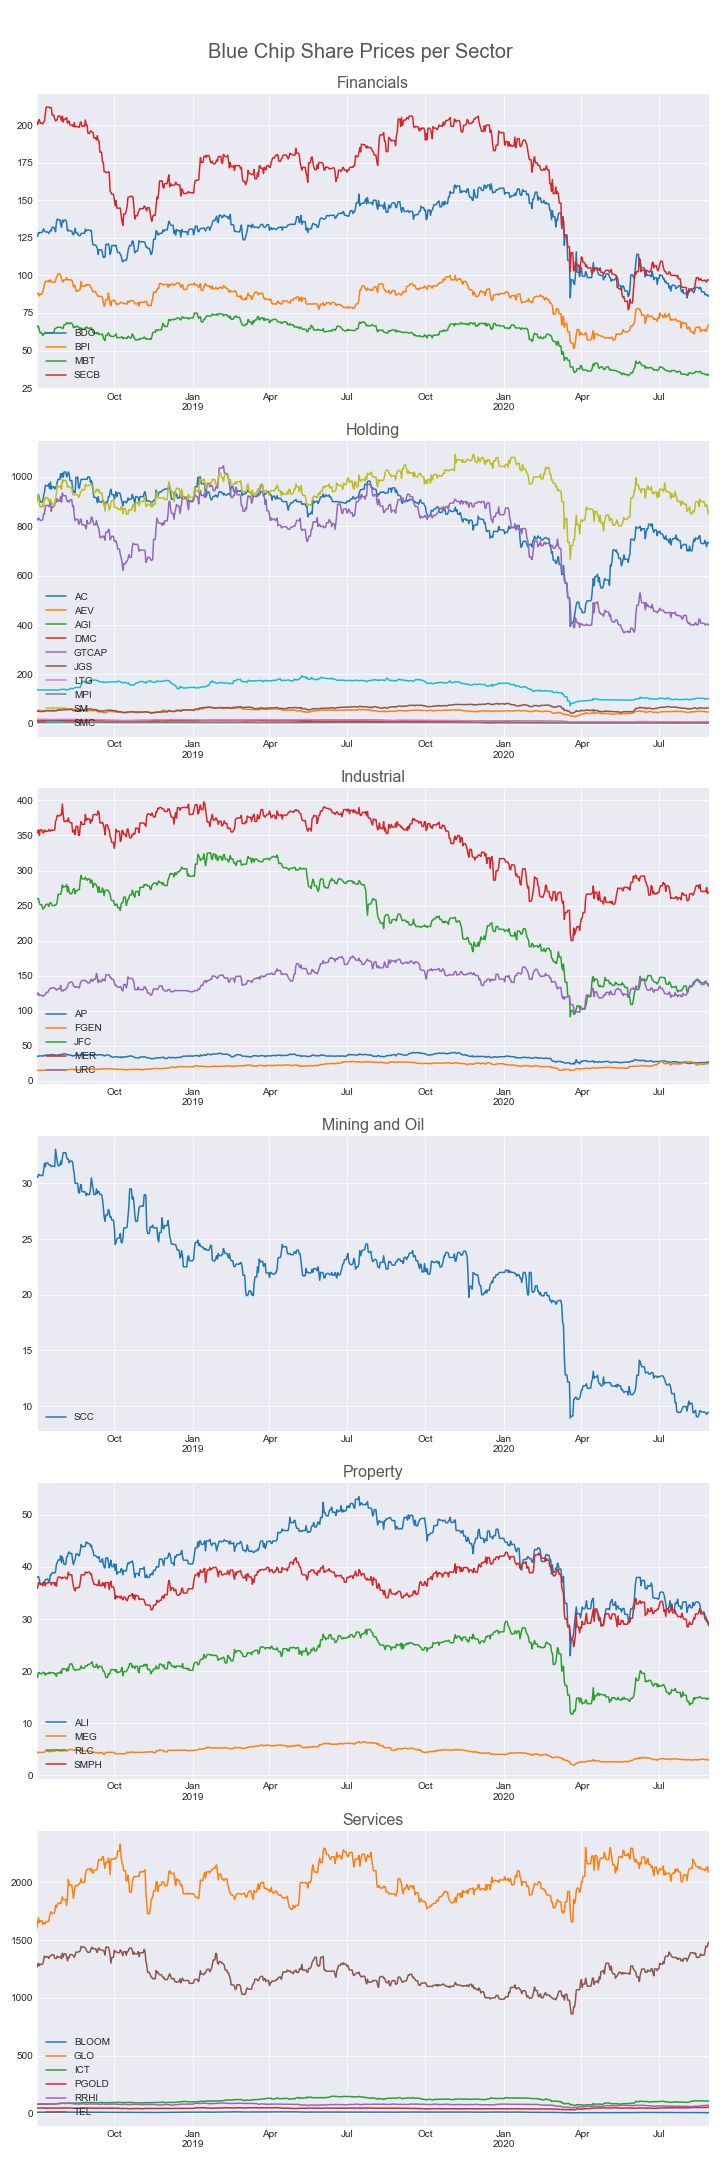 Blue Chip Share Prices per Sector
Financials
200
175
150
125
100
75
50
25
BDO
BPI
MBT
SECB
Oct Jan Apr Jul Oct Jan Apr Jul
2019 2020
Holding
1000
800
600
400
200
0
AC
AEV
AGI
DMC
GTCAP
JGS
LTG
MPI
SM
SMC
Oct Jan Apr Jul Oct Jan Apr Jul
2019 2020
Industrial
400
350
300
250
200
150
100
50
0
AP
FGEN
JFC
MER
URC
Oct Jan Apr Jul Oct Jan Apr Jul
2019 2020
Mining and Oil
30
25
20
15
10
SCC
Oct Jan Apr Jul Oct Jan Apr Jul
2019 2020
Property
50
40
30
20
10
0
ALI
MEG
RLC
SMPH
Oct Jan Apr Jul Oct Jan Apr Jul
2019 2020
Services
2000
1500
1000
500
0
BLOOM
GLO
ICT
PGOLD
RRHI
TEL
Oct Jan Apr Jul Oct Jan Apr Jul
2019 2020